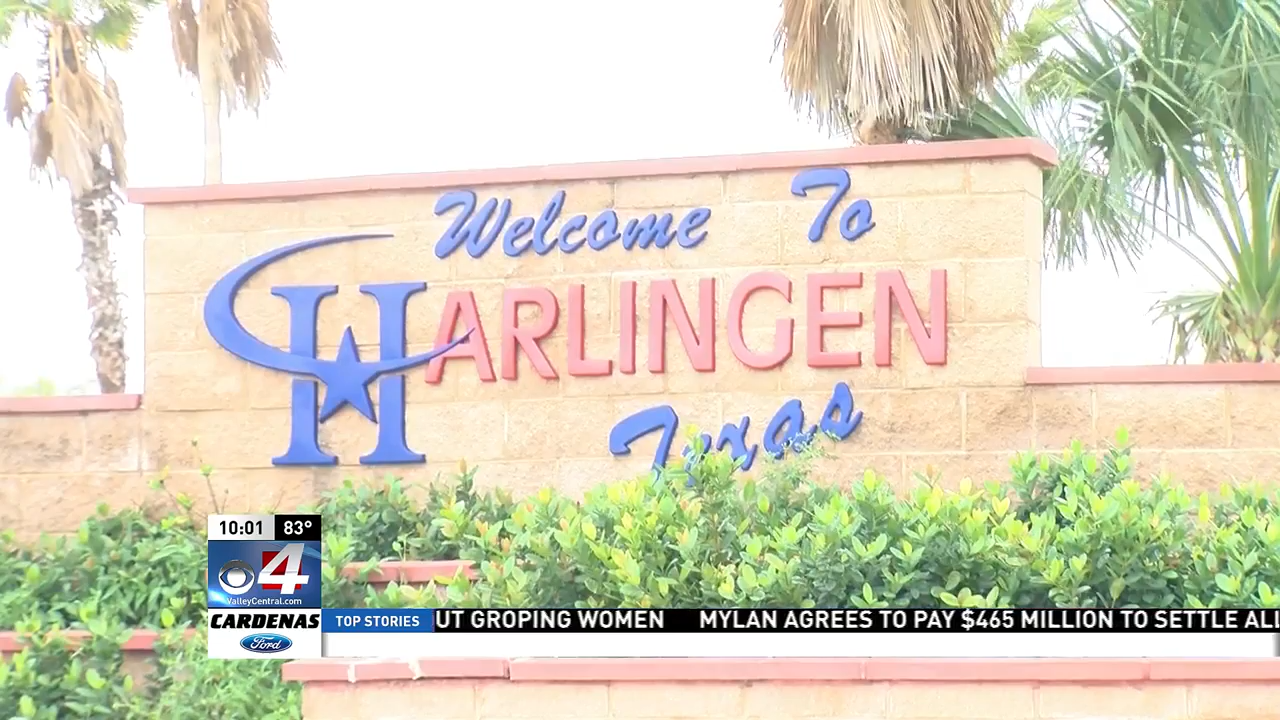 Welcome To
HARLINGEN
Texas
10:01 83°
4
ValleyCentral.com
CARDENAS
Ford
TOP STORIES
UT GROPING WOMEN MYLAN AGREES TO PAY $465 MILLION TO SETTLE ALL